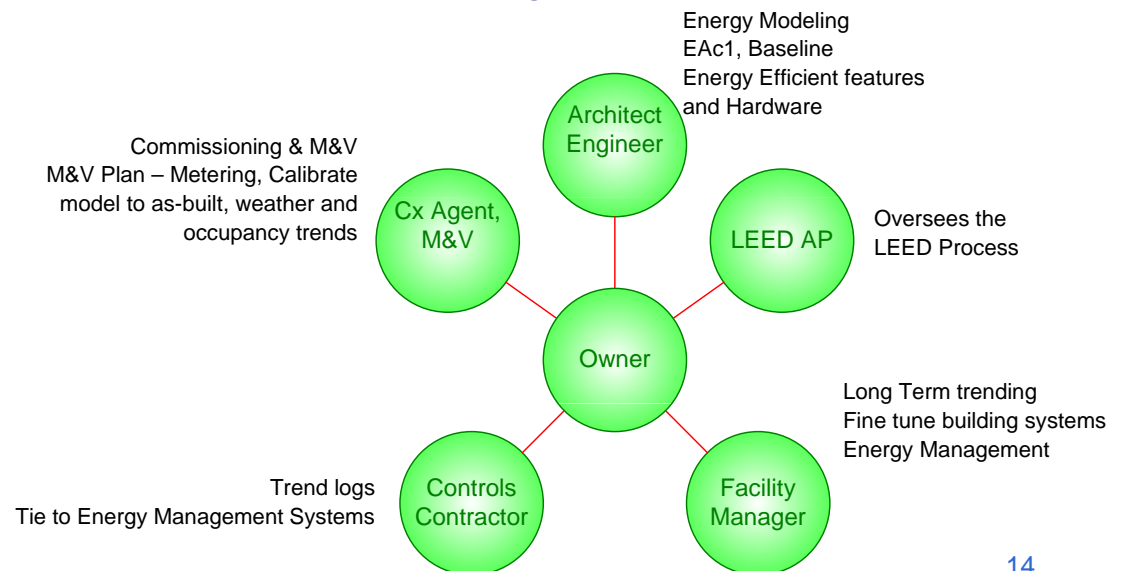 Energy Modeling
EAc1, Baseline
Energy Efficient features
and Hardware
Architect
Engineer
Commissioning & M&V
M&V Plan – Metering, Calibrate
model to as-built, weather and
occupancy trends
Cx Agent,
M&V
LEED AP
Oversees the
LEED Process
Owner
Long Term trending
Fine tune building systems
Energy Management
Trend logs
Tie to Energy Management Systems
Controls
Contractor
Facility
Manager
14